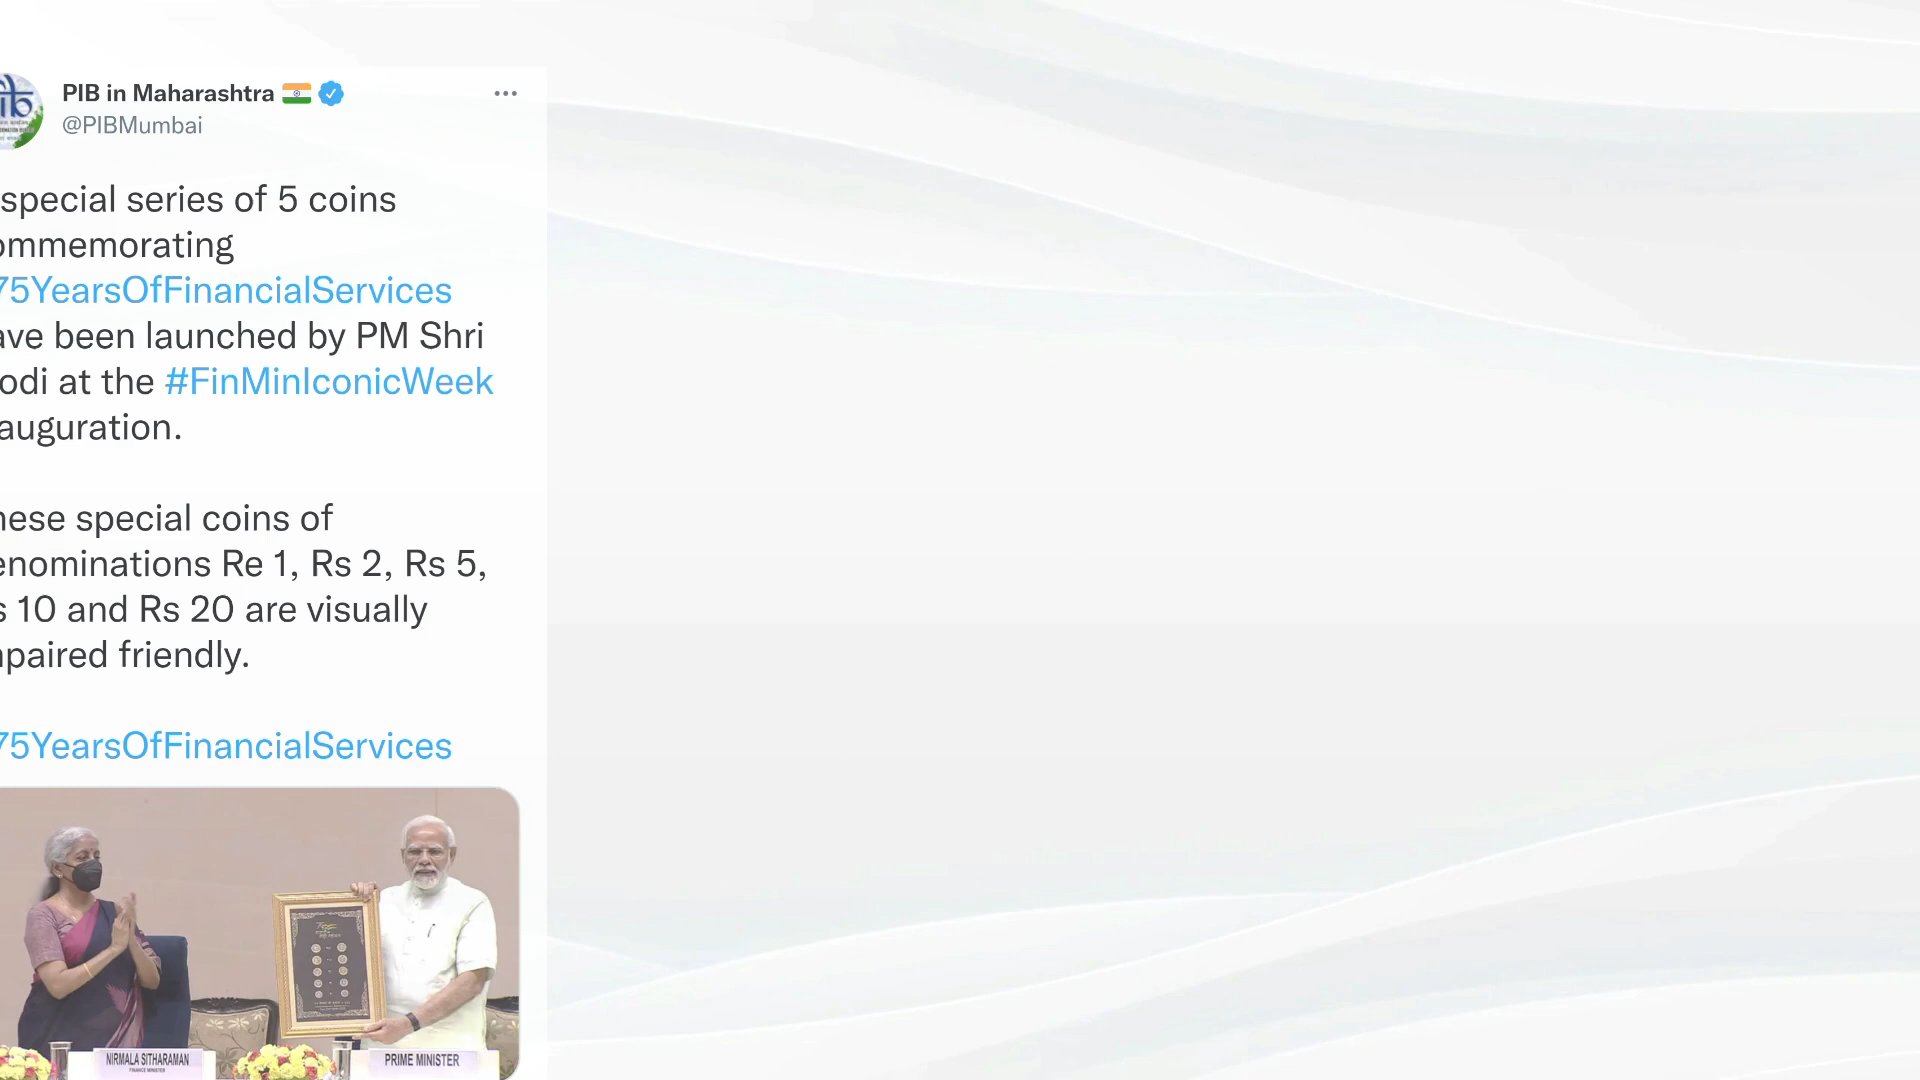 PIB in Maharashtra
@PIBMumbai
special series of 5 coins
ommemorating
75YearsOfFinancialServices
ave been launched by PM Shri
odi at the #FinMinIconicWeek
auguration.
hese special coins of
enominations Re 1, Rs 2, Rs 5,
s 10 and Rs 20 are visually
npaired friendly.
75YearsOfFinancialServices
NIRMALA SITHARAMAN
FINANCE MINISTER
PRIME MINISTER